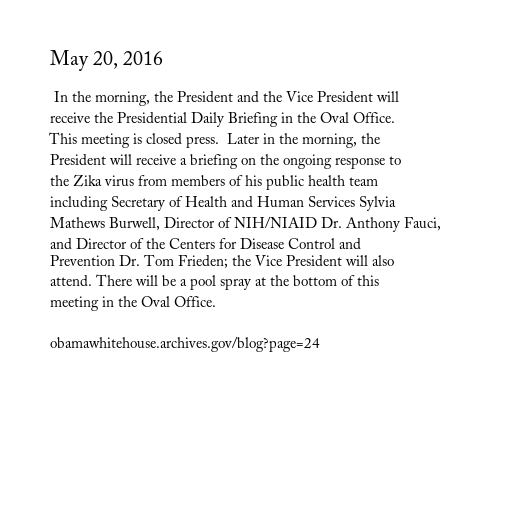 May 20, 2016
In the morning, the President and the Vice President will
receive the Presidential Daily Briefing in the Oval Office.
This meeting is closed press.  Later in the morning, the
President will receive a briefing on the ongoing response to
the Zika virus from members of his public health team
including Secretary of Health and Human Services Sylvia
Mathews Burwell, Director of NIH/NIAID Dr. Anthony Fauci,
and Director of the Centers for Disease Control and
Prevention Dr. Tom Frieden; the Vice President will also
attend. There will be a pool spray at the bottom of this
meeting in the Oval Office.
obamawhitehouse.archives.gov/blog?page=24